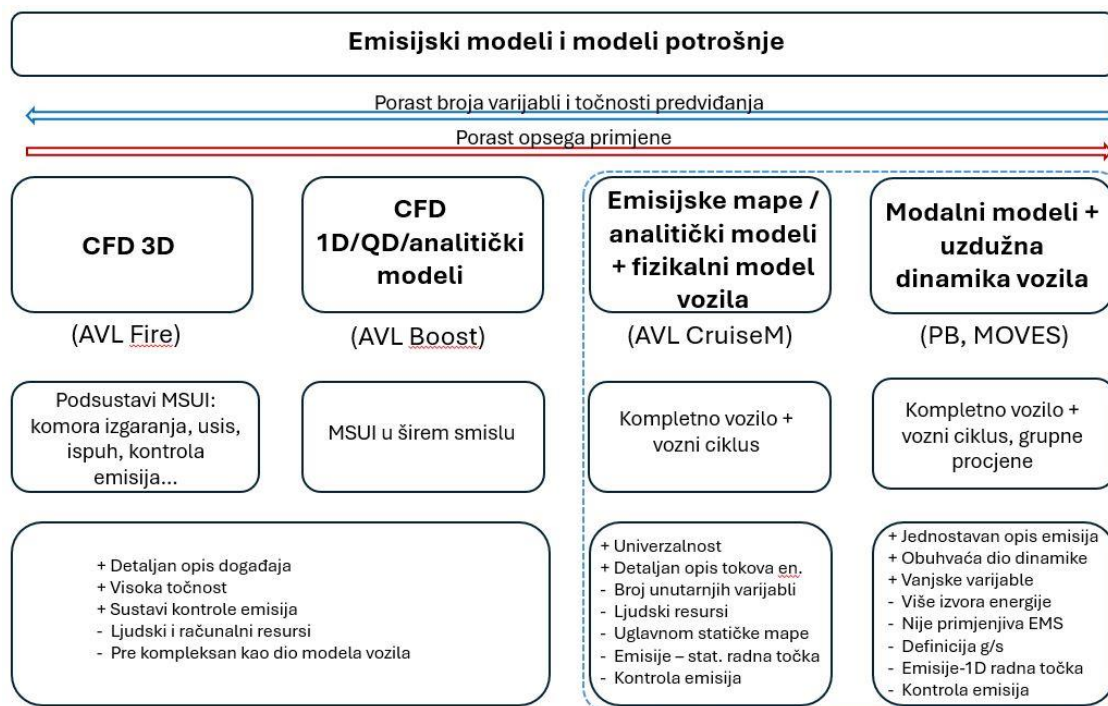 Emisijski modeli i modeli potrošnje
Porast broja varijabli i točnosti predviđanja
Porast opsega primjene
CFD 3D
(AVL Fire)
Podsustavi MSUI:
komora izgaranja, usis,
ispuh, kontrola
emisija...
CFD
1D/QD/analitički
modeli
(AVL Boost)
MSUI u širem smislu
+ Detaljan opis događaja
+ Visoka točnost
+ Sustavi kontrole emisija
- Ljudski i računalni resursi
- Pre kompleksan kao dio modela vozila
Emisijske mape /
analitički modeli
+ fizikalni model
vozila
(AVL CruiseM)
Kompletno vozilo +
vozni ciklus
+ Univerzalnost
+ Detaljan opis tokova en.
- Broj unutarnjih varijabli
- Ljudski resursi
- Uglavnom statičke mape
- Emisije – stat. radna točka
- Kontrola emisija
Modalni modeli +
uzdužna
dinamika vozila
(PB, MOVES)
Kompletno vozilo +
vozni ciklus, grupne
procjene
+ Jednostavan opis emisija
+ Obuhvaća dio dinamike
+ Vanjske varijable
- Više izvora energije
- Nije primjenjiva EMS
- Definicija g/s
- Emisije-1D radna točka
- Kontrola emisija